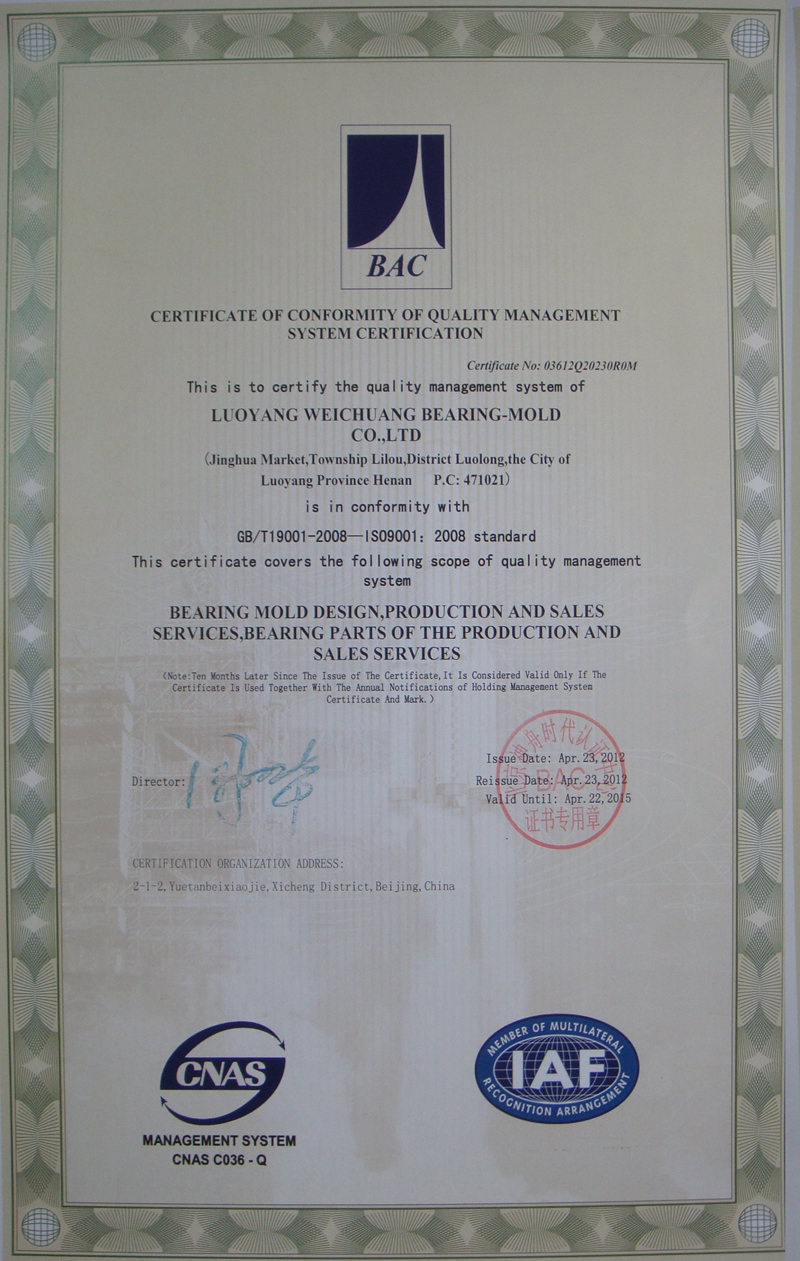 BAC
CERTIFICATE OF CONFORMITY OF QUALITY MANAGEMENT
SYSTEM CERTIFICATION
Certificate No: 03612Q20230R0M
This is to certify the quality management system of
LUOYANG WEICHUANG BEARING-MOLD
CO.,LTD
(Jinghua Market,Township Lilou,District Luolong,the City of
Luoyang Province Henan P.C: 471021)
is in conformity with
GB/T19001-2008—ISO9001: 2008 standard
This certificate covers the following scope of quality management
system
BEARING MOLD DESIGN,PRODUCTION AND SALES
SERVICES,BEARING PARTS OF THE PRODUCTION AND
SALES SERVICES
(Note:Ten Months Later Since The Issue of The Certificate, It Is Considered Valid Only If The
Certificate Is Used Together With The Annual Notifications of Holding Management System
Certificate And Mark.)
Issue Date: Apr. 23, 2012
Reissue Date: Apr. 23, 2012
Valid Until: Apr. 22, 2015
舟时代认证
BAC
证书专用章
Director:
CERTIFICATION ORGANIZATION ADDRESS:
2-1-2, Yuetanbeixiaojie, Xicheng District, Beijing, China
CNAS
MANAGEMENT SYSTEM
CNAS C036 - Q
MEMBER OF MULTILATERAL
IAF
RECOGNITION ARRANGEMENT